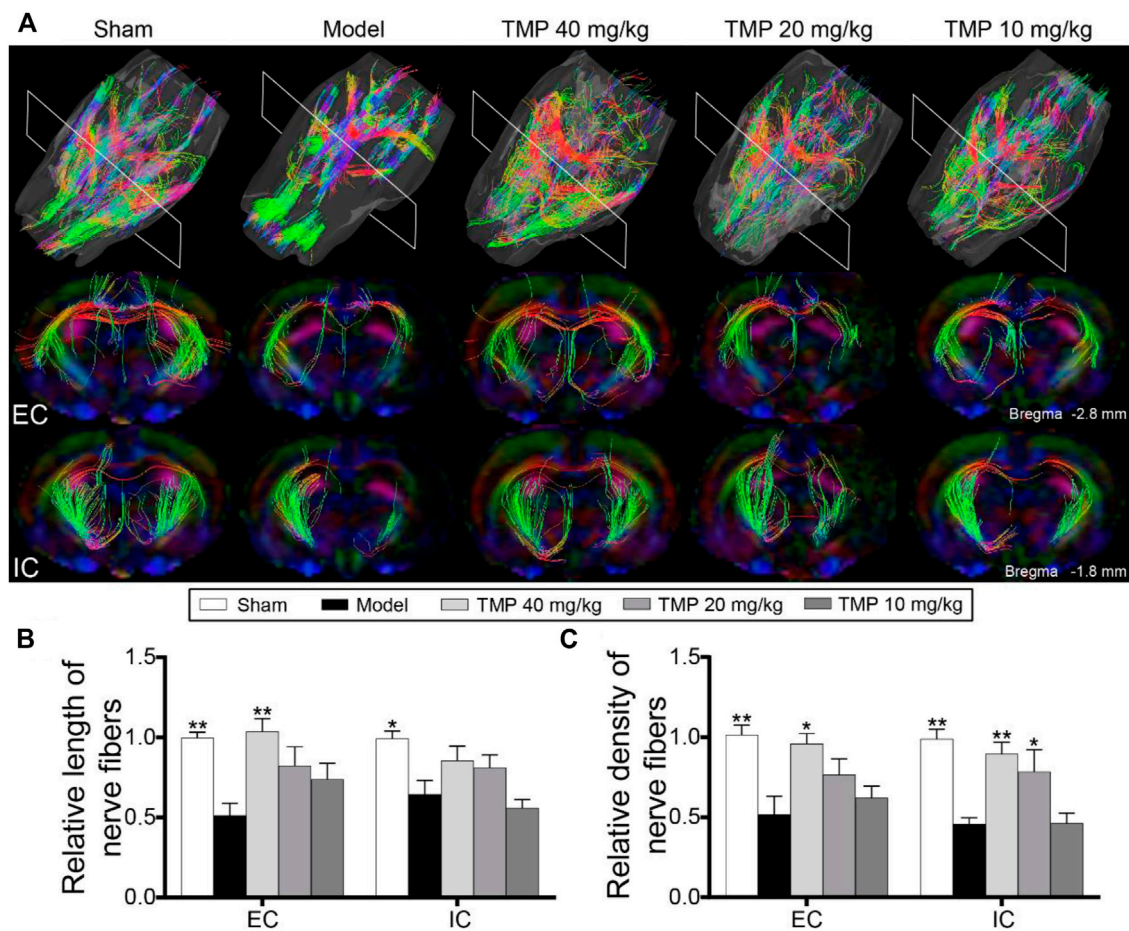 A
Sham Model TMP 40 mg/kg TMP 20 mg/kg TMP 10 mg/kg
EC
Bregma -2.8 mm
IC
Bregma -1.8 mm
Sham Model TMP 40 mg/kg TMP 20 mg/kg TMP 10 mg/kg
B
Relative length of
nerve fibers
1.5
1.0
0.5
0.0
** ** *
EC IC
C
Relative density of
nerve fibers
1.5
1.0
0.5
0.0
** * ** ** *
EC IC